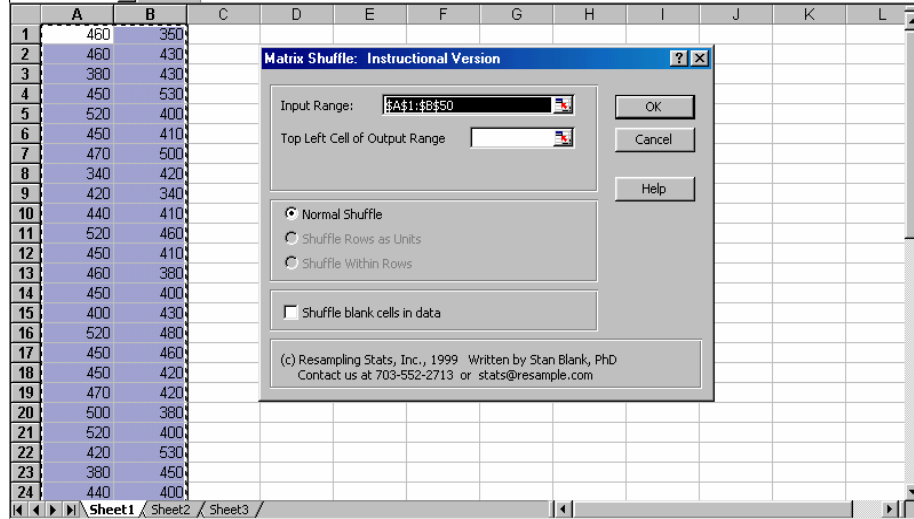 A B C D E F G H I J K L
1 460 350
2 460 430
3 380 430
4 450 530
5 520 400
6 450 410
7 470 500
8 340 420
9 420 340
10 440 410
11 520 460
12 450 410
13 460 380
14 450 400
15 400 430
16 520 480
17 450 460
18 450 420
19 470 420
20 500 380
21 520 400
22 420 530
23 380 450
24 440 400
Sheet1 Sheet2 Sheet3
Matrix Shuffle: Instructional Version
Input Range: $A$1:$B$50
OK
Top Left Cell of Output Range
Cancel
Help
Normal Shuffle
Shuffle Rows as Units
Shuffle Within Rows
Shuffle blank cells in data
(c) Resampling Stats, Inc., 1999 Written by Stan Blank, PhD
Contact us at 703-552-2713 or stats@resample.com